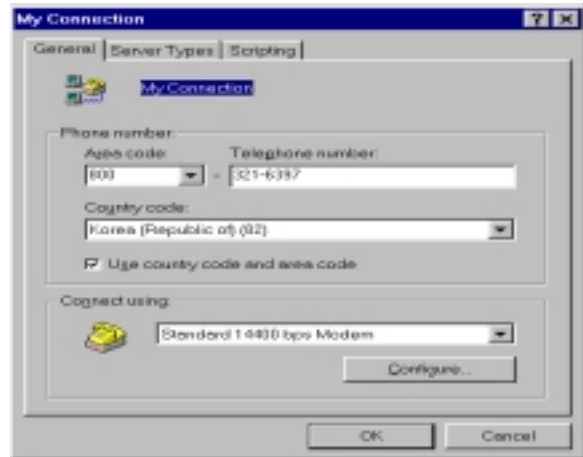 My Connection
General Server Types Scripting
My Connection
Phone number:
Area code: Telephone number:
800 - 321-6397
Country code:
Korea (Republic of) (82)
Use country code and area code
Connect using:
Standard 14400 bps Modem
Configure...
OK Cancel